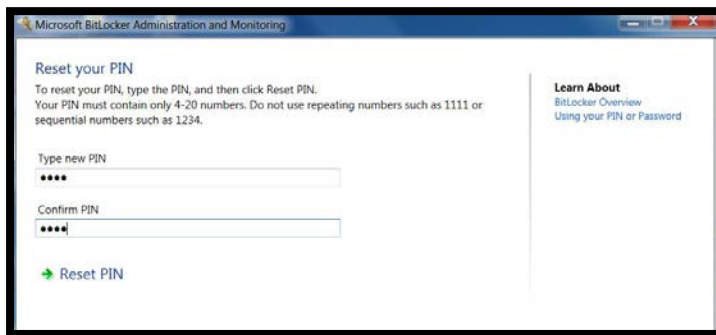 Microsoft BitLocker Administration and Monitoring
Reset your PIN
To reset your PIN, type the PIN, and then click Reset PIN.
Your PIN must contain only 4-20 numbers. Do not use repeating numbers such as 1111 or
sequential numbers such as 1234.
Type new PIN
••••
Confirm PIN
••••
Reset PIN
Learn About
BitLocker Overview
Using your PIN or Password